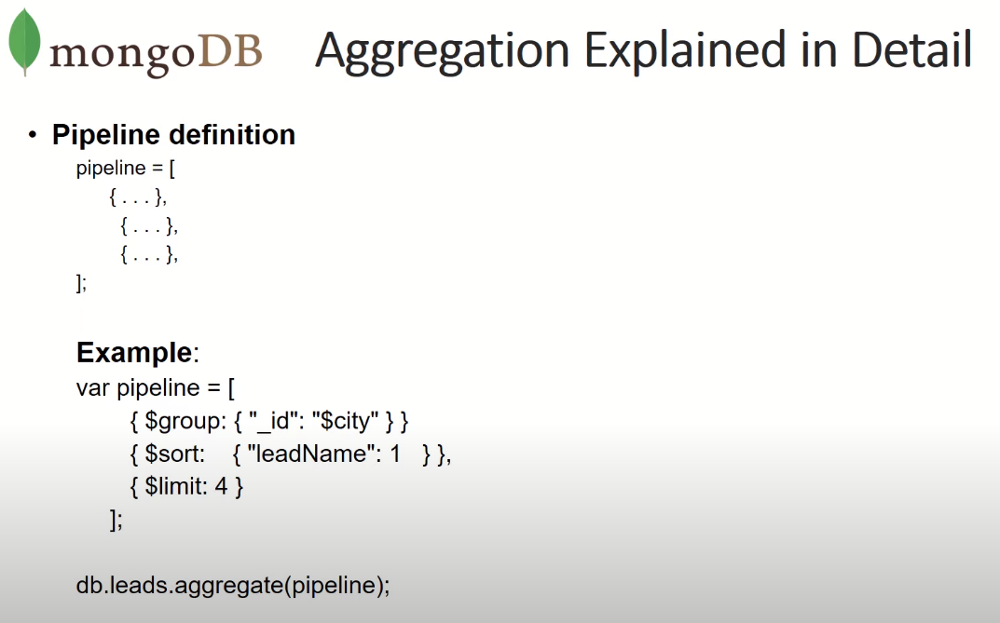 mongoDB
Aggregation Explained in Detail
• Pipeline definition
pipeline = [
{ . . . },
{ . . . },
{ . . . },
];
Example:
var pipeline = [
{ $group: { "_id": "$city" } }
{ $sort: { "leadName": 1 } },
{ $limit: 4 }
];
db.leads.aggregate(pipeline);